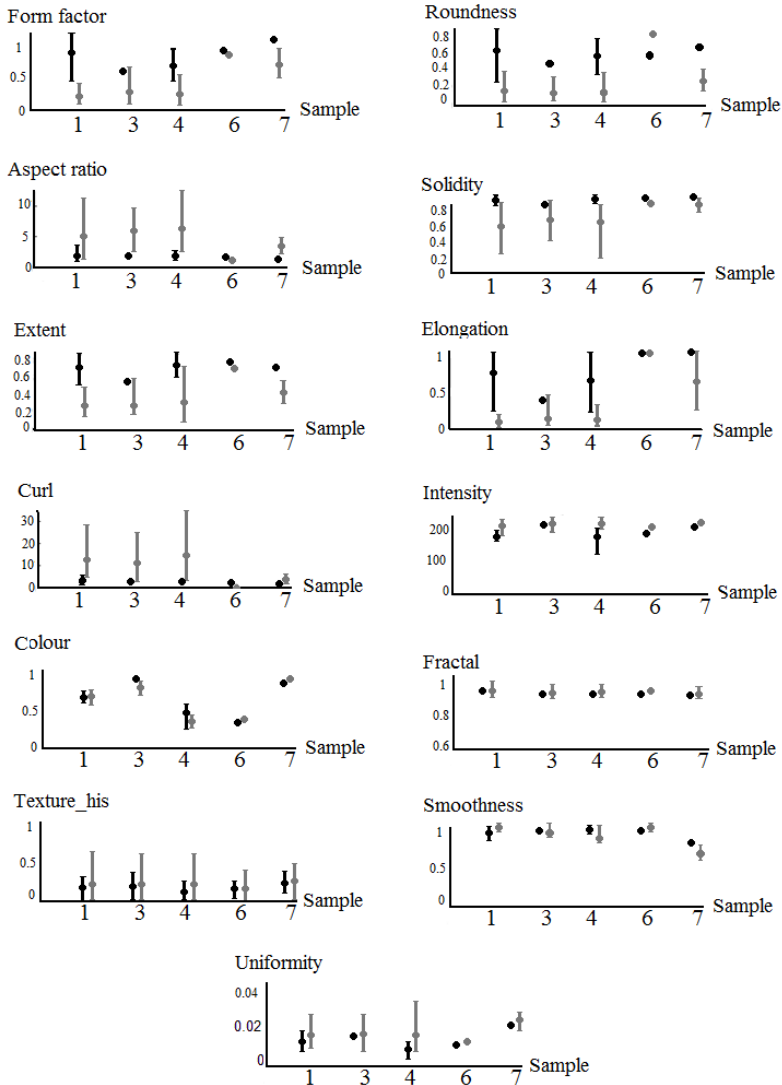 Form factor
1
0.5
0
1 3 4 6 7 Sample
Roundness
0.8
0.6
0.4
0.2
0
1 3 4 6 7 Sample
Aspect ratio
10
5
0
1 3 4 6 7 Sample
Solidity
0.8
0.6
0.4
0.2
1 3 4 6 7 Sample
Extent
0.8
0.6
0.4
0.2
0
1 3 4 6 7 Sample
Elongation
1
0.5
0
1 3 4 6 7 Sample
Curl
30
20
10
0
1 3 4 6 7 Sample
Intensity
200
100
0
1 3 4 6 7 Sample
Colour
1
0.5
0
1 3 4 6 7 Sample
Fractal
1
0.8
0.6
1 3 4 6 7 Sample
Texture_his
1
0.5
0
1 3 4 6 7 Sample
Smoothness
1
0.5
0
1 3 4 6 7 Sample
Uniformity
0.04
0.02
0
1 3 4 6 7 Sample